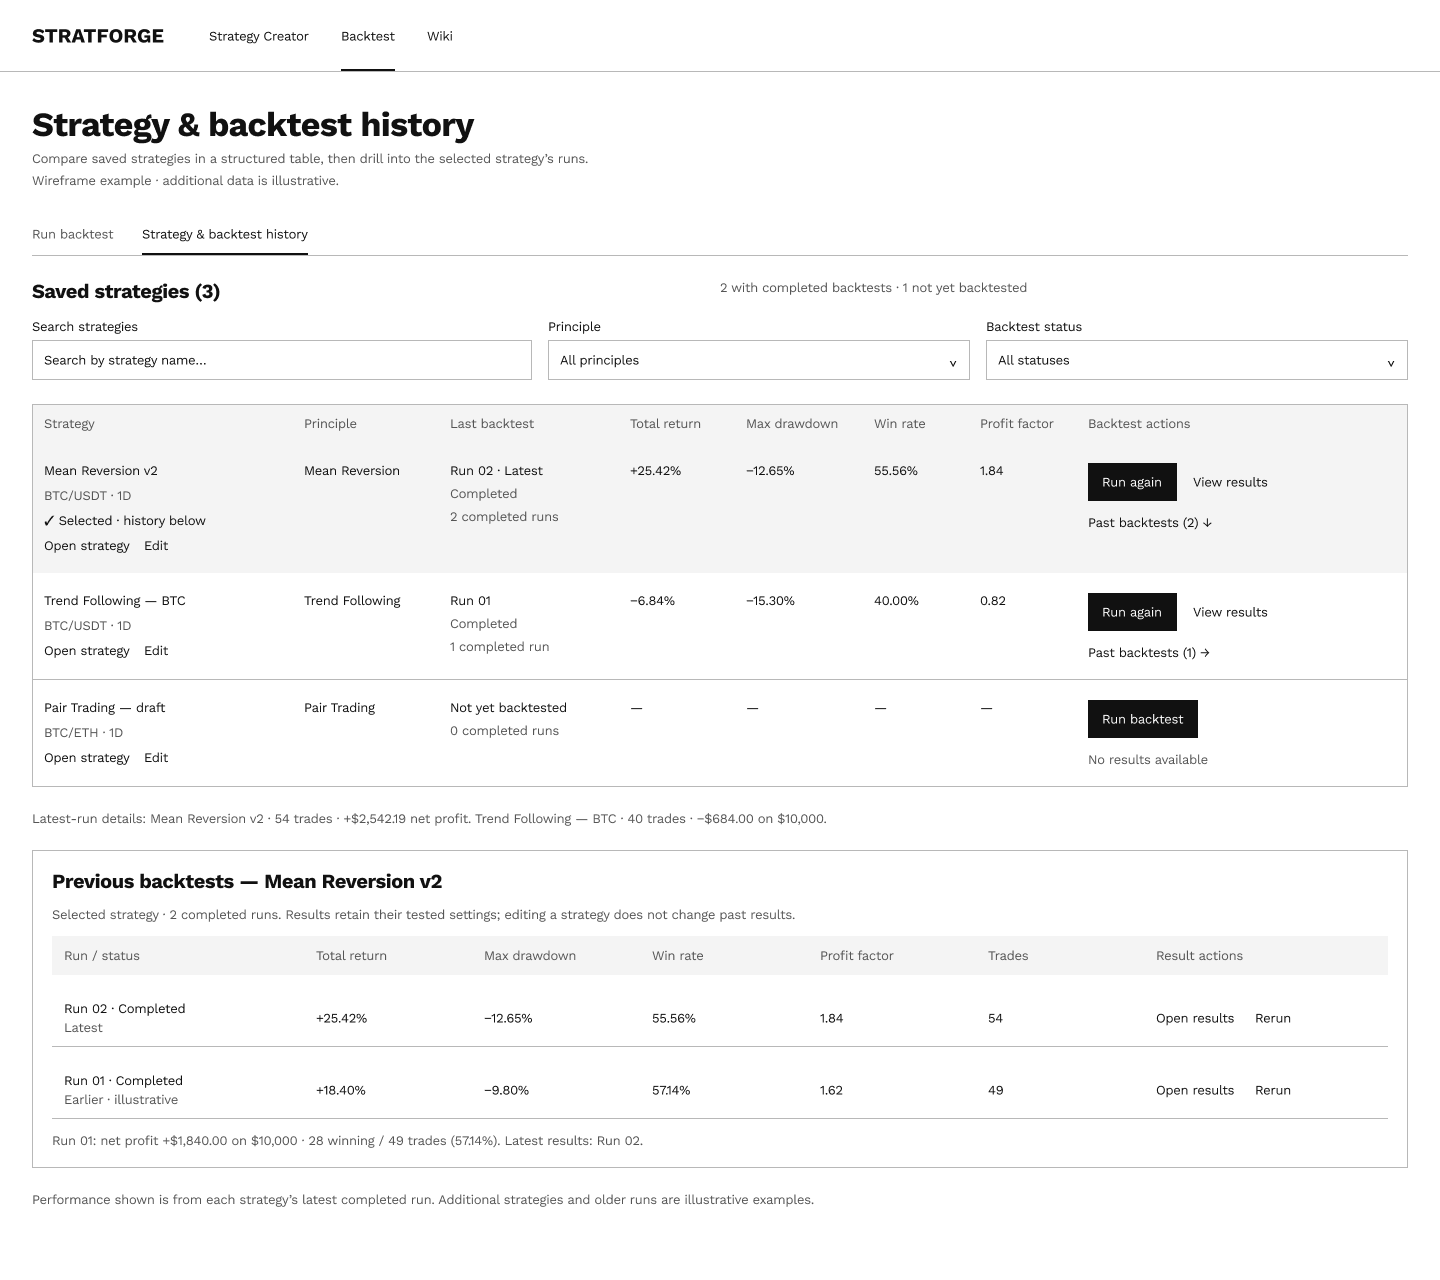 STRATFORGE Strategy Creator Backtest Wiki
Strategy & backtest history
Compare saved strategies in a structured table, then drill into the selected strategy’s runs.
Wireframe example · additional data is illustrative.
Run backtest Strategy & backtest history
Saved strategies (3) 2 with completed backtests · 1 not yet backtested
Search strategies Principle Backtest status
Search by strategy name... All principles v All statuses v
Strategy Principle Last backtest Total return Max drawdown Win rate Profit factor Backtest actions
Mean Reversion v2 Mean Reversion Run 02 · Latest +25.42% −12.65% 55.56% 1.84 Run again View results
BTC/USDT · 1D Completed
✓ Selected · history below 2 completed runs Past backtests (2) ↓
Open strategy Edit
Trend Following — BTC Trend Following Run 01 −6.84% −15.30% 40.00% 0.82 Run again View results
BTC/USDT · 1D Completed
Open strategy Edit 1 completed run Past backtests (1) →
Pair Trading — draft Pair Trading Not yet backtested — — — — Run backtest
BTC/ETH · 1D 0 completed runs
Open strategy Edit No results available
Latest-run details: Mean Reversion v2 · 54 trades · +$2,542.19 net profit. Trend Following — BTC · 40 trades · −$684.00 on $10,000.
Previous backtests — Mean Reversion v2
Selected strategy · 2 completed runs. Results retain their tested settings; editing a strategy does not change past results.
Run / status Total return Max drawdown Win rate Profit factor Trades Result actions
Run 02 · Completed +25.42% −12.65% 55.56% 1.84 54 Open results Rerun
Latest
Run 01 · Completed +18.40% −9.80% 57.14% 1.62 49 Open results Rerun
Earlier · illustrative
Run 01: net profit +$1,840.00 on $10,000 · 28 winning / 49 trades (57.14%). Latest results: Run 02.
Performance shown is from each strategy’s latest completed run. Additional strategies and older runs are illustrative examples.